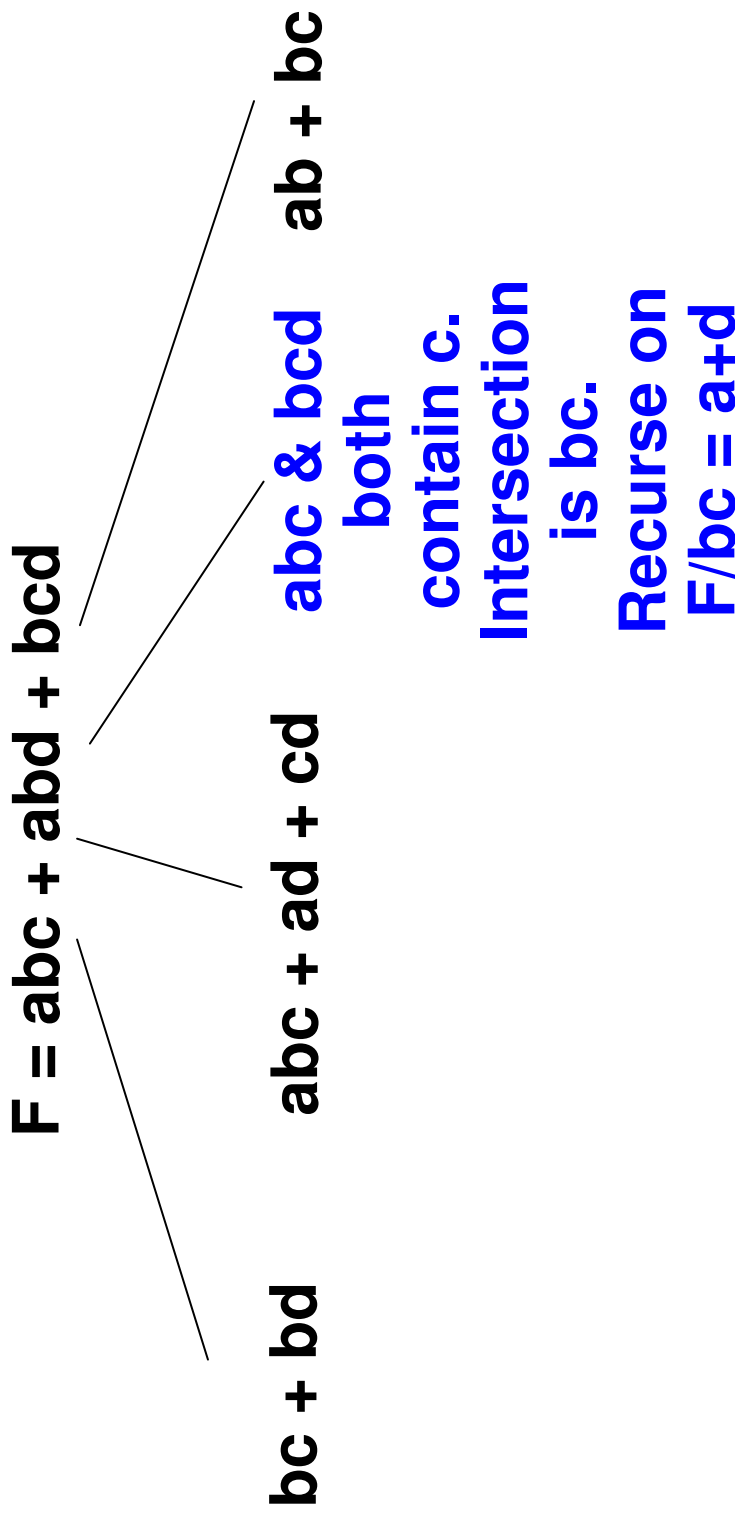 F = abc + abd + bcd
bc + bd
abc + ad + cd
abc & bcd
both
contain c.
Intersection
is bc.
Recurse on
F/bc = a+d
ab + bc